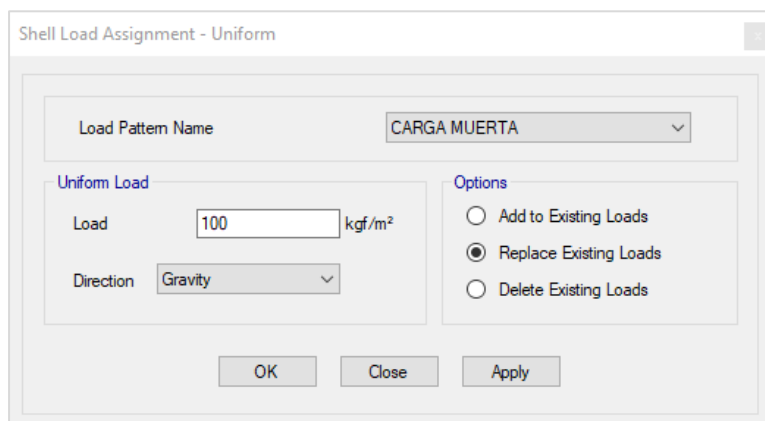 Shell Load Assignment - Uniform
x
Load Pattern Name
CARGA MUERTA
Uniform Load
Load
100
kgf/m²
Direction
Gravity
Options
Add to Existing Loads
Replace Existing Loads
Delete Existing Loads
OK
Close
Apply